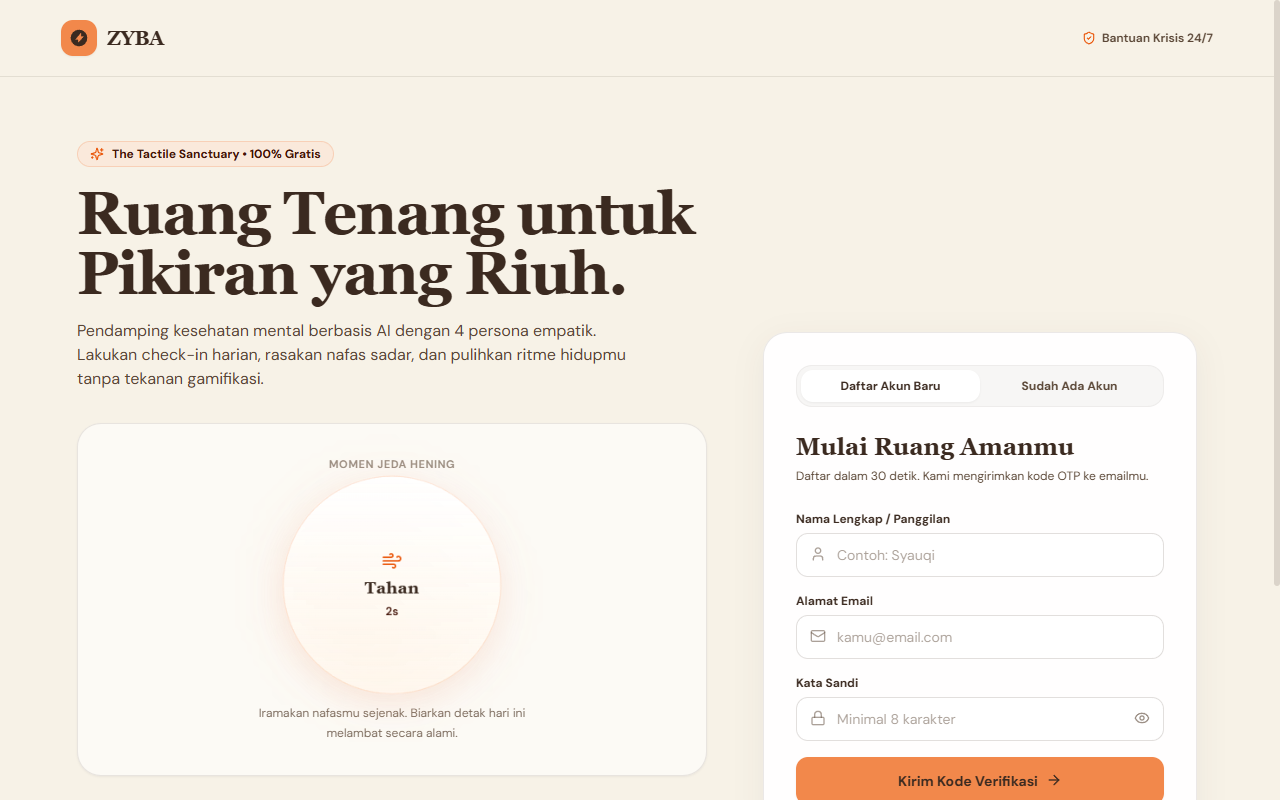 ZYBA
Bantuan Krisis 24/7
The Tactile Sanctuary • 100% Gratis
Ruang Tenang untuk
Pikiran yang Riuh.
Pendamping kesehatan mental berbasis AI dengan 4 persona empatik.
Lakukan check-in harian, rasakan nafas sadar, dan pulihkan ritme hidupmu
tanpa tekanan gamifikasi.
MOMEN JEDA HENING
Tahan
2s
Iramakan nafasmu sejenak. Biarkan detak hari ini
melambat secara alami.
Daftar Akun Baru
Sudah Ada Akun
Mulai Ruang Amanmu
Daftar dalam 30 detik. Kami mengirimkan kode OTP ke emailmu.
Nama Lengkap / Panggilan
Contoh: Syauqi
Alamat Email
kamu@email.com
Kata Sandi
Minimal 8 karakter
Kirim Kode Verifikasi